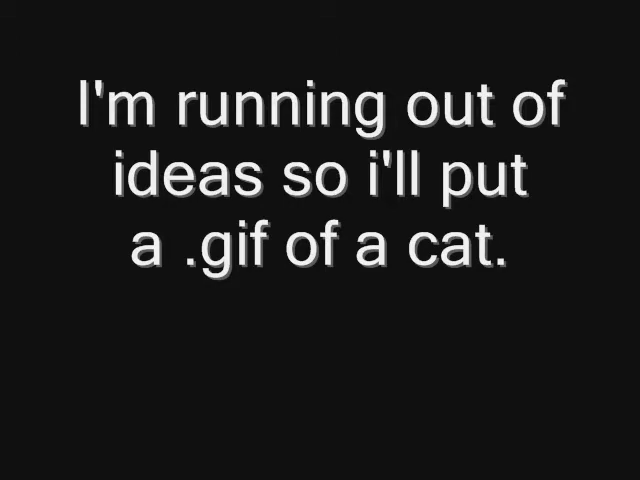 I'm running out of
ideas so i'll put
a .gif of a cat.